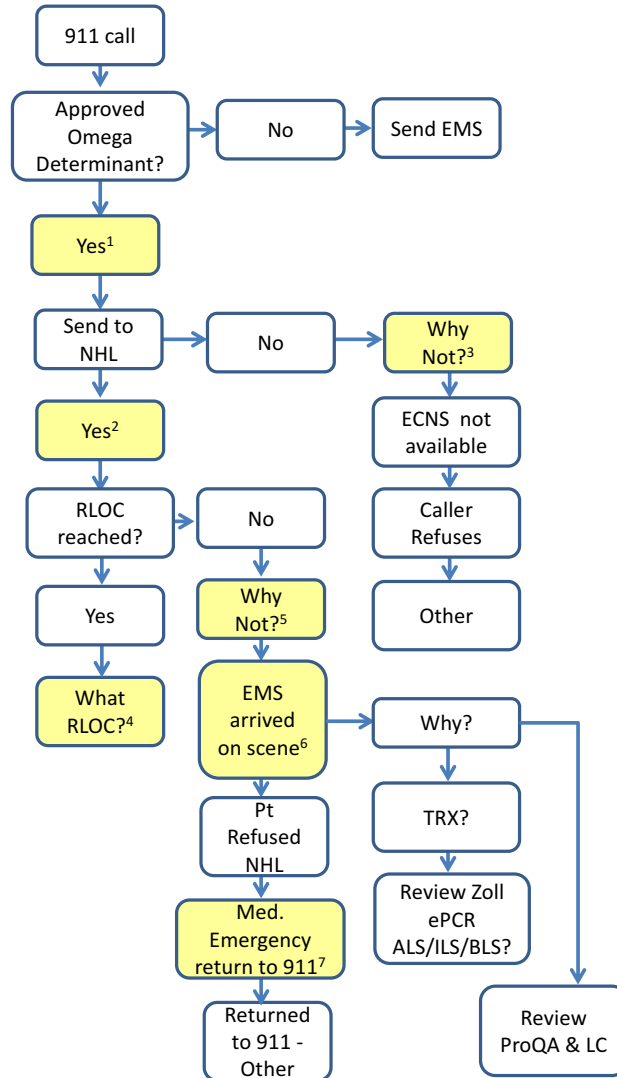 911 call
Approved
Omega
Determinant?
No
Send EMS
Yes¹
Send to
NHL
No
Why
Not?³
Yes²
ECNS not
available
RLOC
reached?
No
Caller
Refuses
Yes
Why
Not?⁵
Other
What
RLOC?⁴
EMS
arrived
on scene⁶
Why?
Pt
Refused
NHL
TRX?
Med.
Emergency
return to 911⁷
Review Zoll
ePCR
ALS/ILS/BLS?
Returned
to 911 -
Other
Review
ProQA & LC